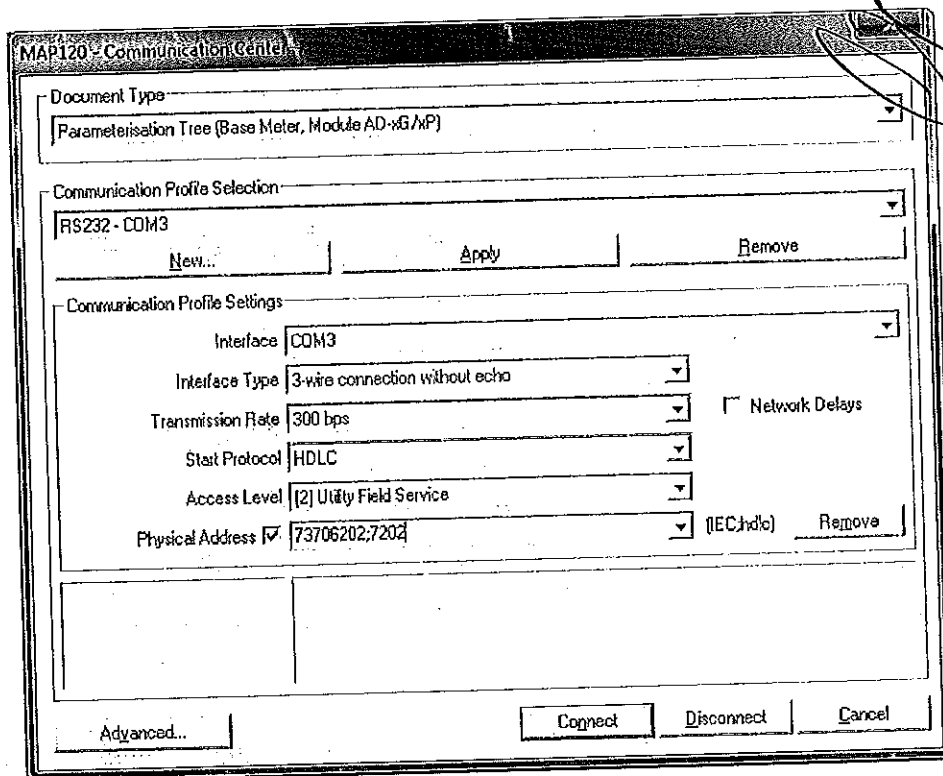 MAP120 - Communication Center
Document Type
Parameterisation Tree (Base Meter, Module AD-xG/xP)
Communication Profile Selection
RS232 - COM3
New...
Apply
Remove
Communication Profile Settings
Interface COM3
Interface Type 3-wire connection without echo
Transmission Rate 300 bps
Network Delays
Start Protocol HDLC
Access Level [2] Utility Field Service
Physical Address 73706202;7202 (IEC;hdlc) Remove
Advanced...
Connect
Disconnect
Cancel